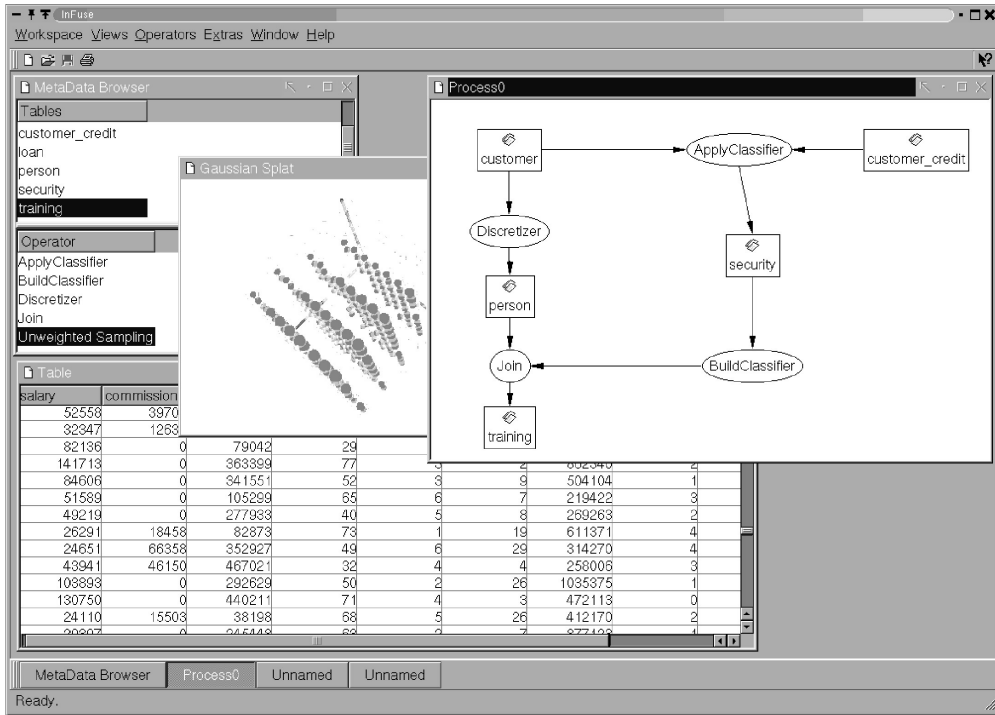 InFuse
Workspace Views Operators Extras Window Help
MetaData Browser
Tables
customer_credit
loan
person
security
training
Operator
ApplyClassifier
BuildClassifier
Discretizer
Join
Unweighted Sampling
Gaussian Splat
Process0
customer
ApplyClassifier
customer_credit
Discretizer
security
person
Join
BuildClassifier
training
Table
salary commission
52558 3970
32347 1263
82136 0 79042 29
141713 0 363399 77 2 802340 2
84606 0 341551 52 3 9 504104 1
51589 0 105299 65 6 7 219422 3
49219 0 277933 40 5 8 269263 2
26291 18458 82873 73 1 19 611371 4
24651 66358 352927 49 6 29 314270 4
43941 46150 467021 32 4 4 258006 3
103893 0 292629 50 2 26 1035375 1
130750 0 440211 71 4 3 472113 0
24110 15503 38198 68 5 26 412170 2
MetaData Browser Process0 Unnamed Unnamed
Ready.